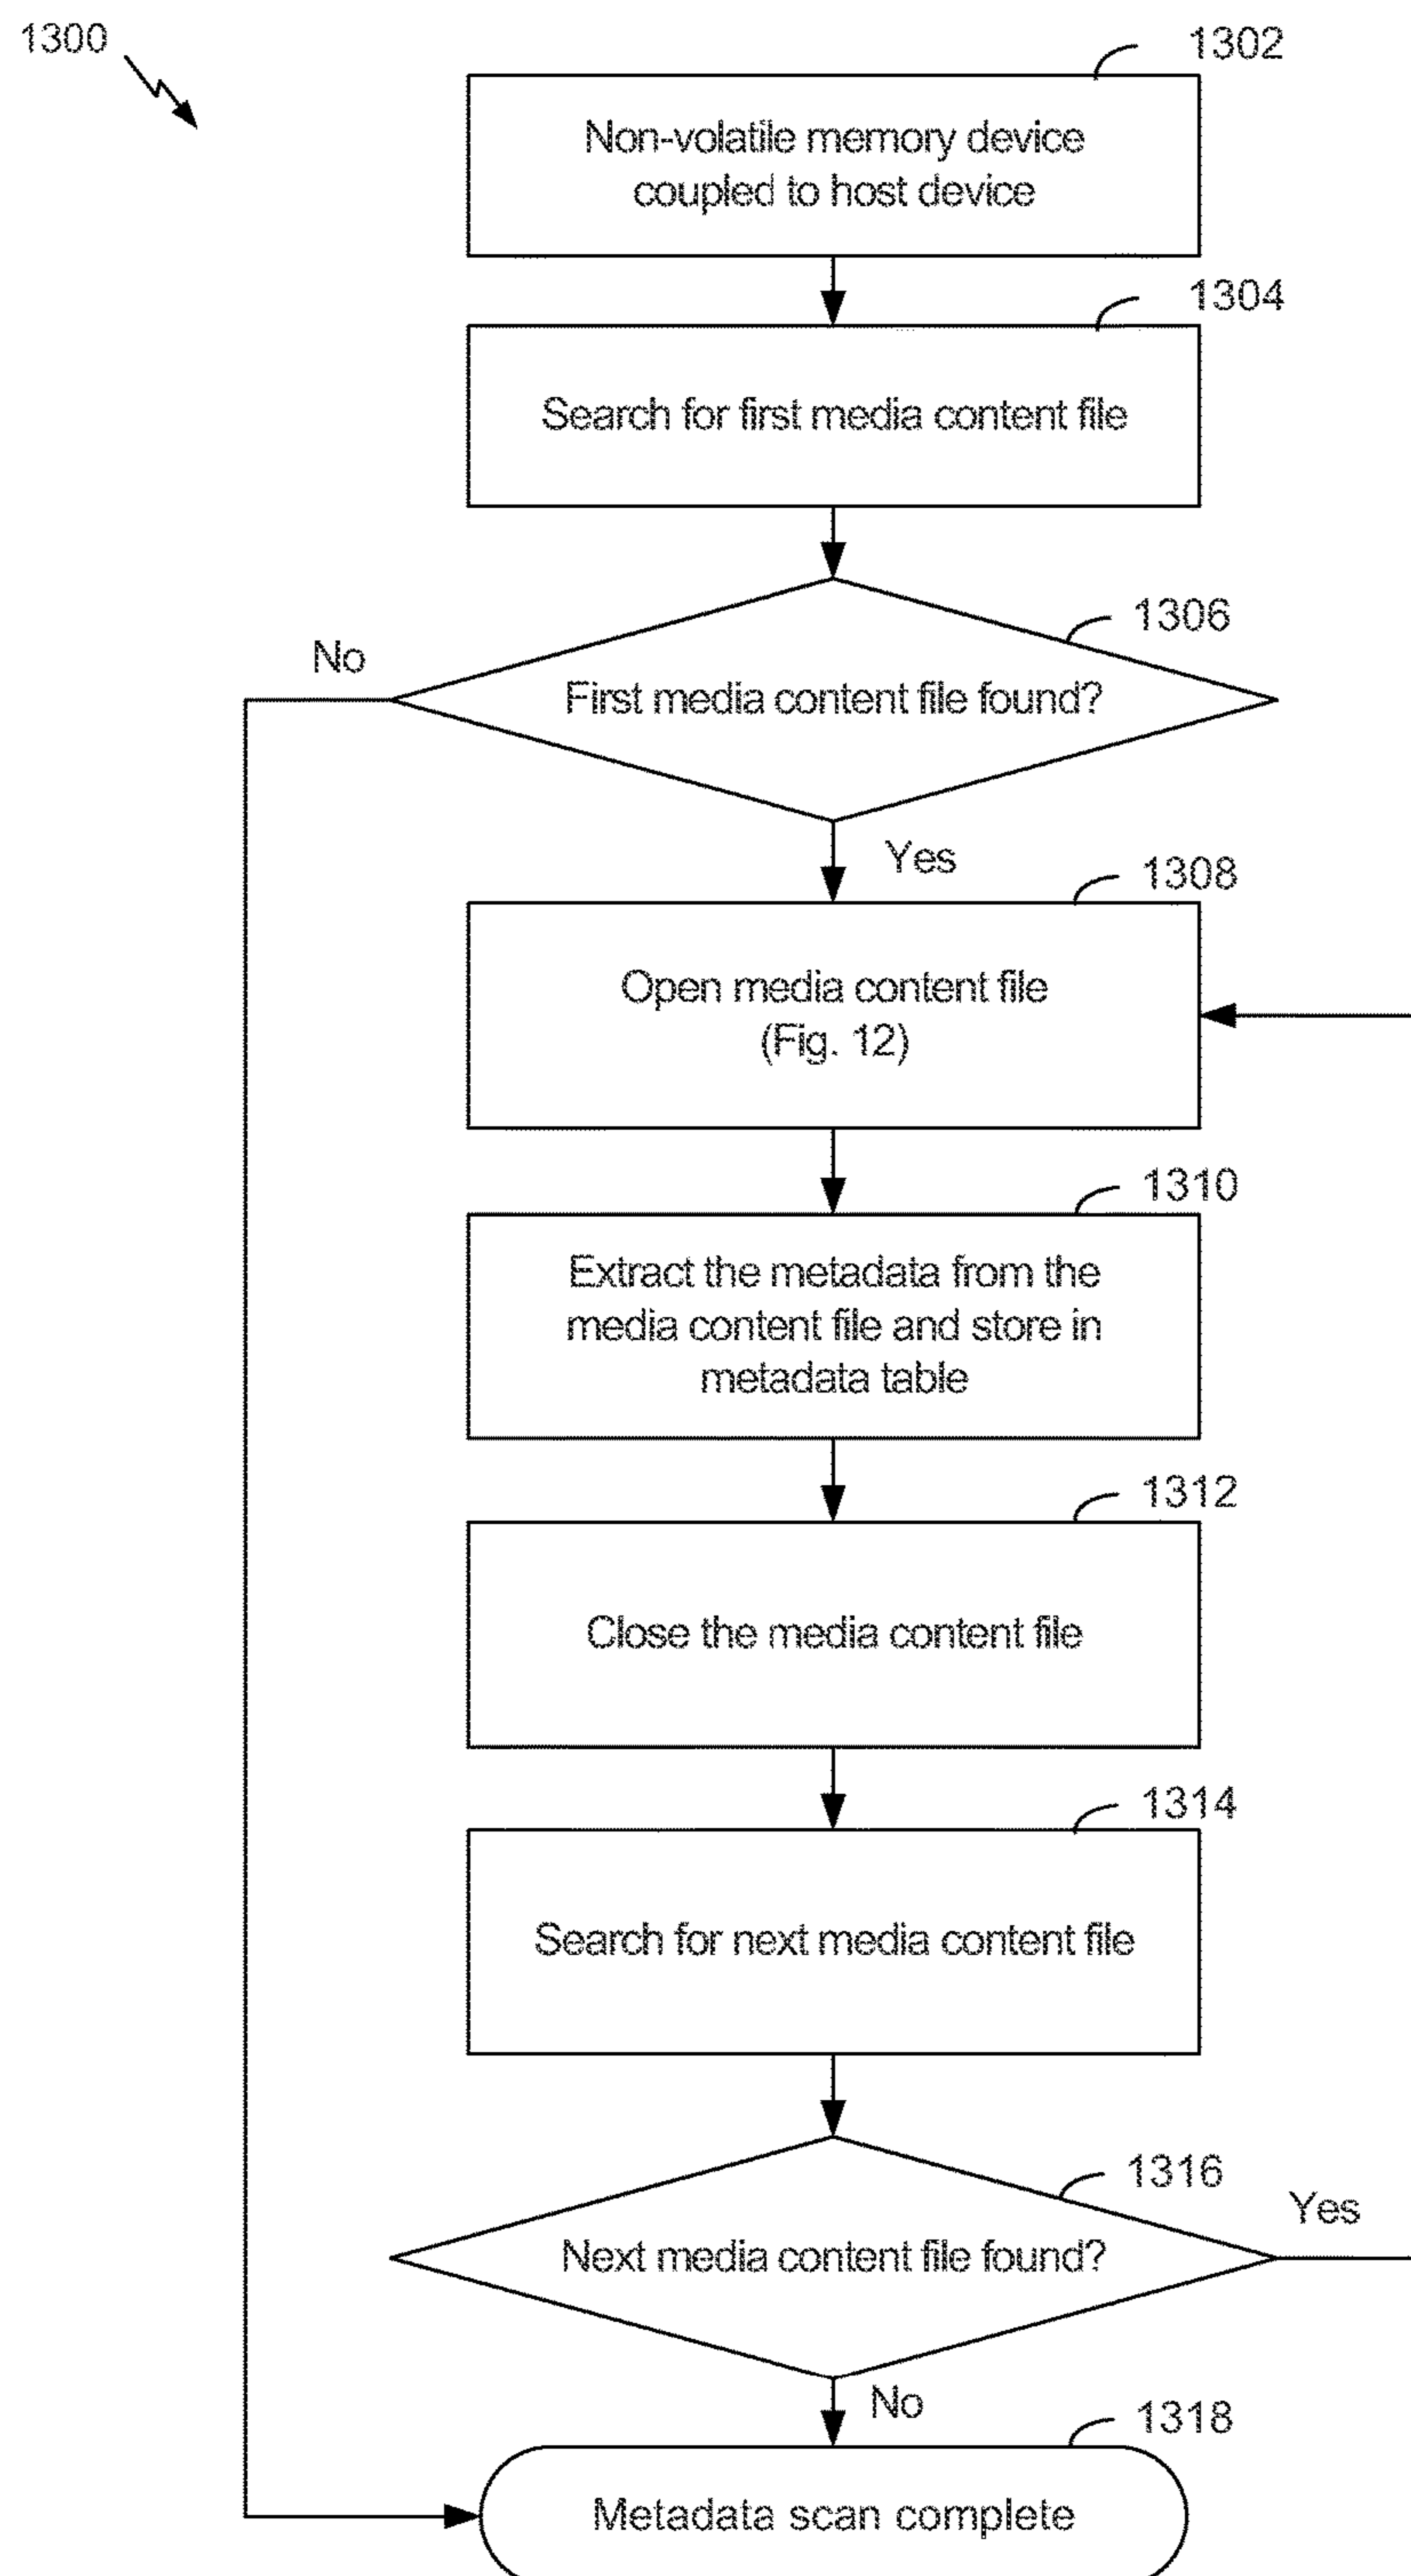 1300
1302
Non-volatile memory device
coupled to host device
1304
Search for first media content file
1306
No
First media content file found?
Yes
1308
Open media content file
(Fig. 12)
1310
Extract the metadata from the
media content file and store in
metadata table
1312
Close the media content file
1314
Search for next media content file
1316
Yes
Next media content file found?
No
1318
Metadata scan complete